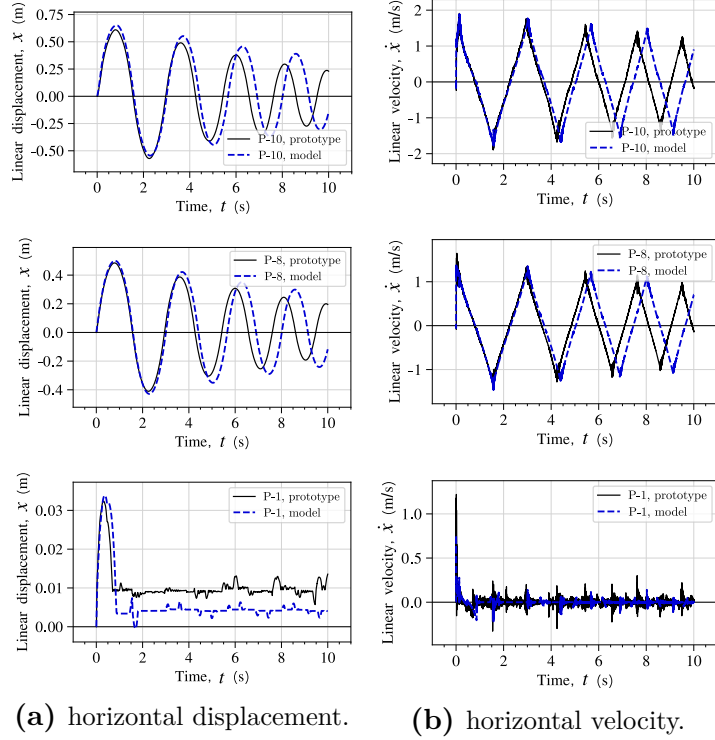 Linear displacement, x (m)
0.75
0.50
0.25
0.00
-0.25
-0.50
P-10, prototype
P-10, model
0 2 4 6 8 10
Time, t (s)
Linear velocity, ẋ (m/s)
2
1
0
-1
-2
P-10, prototype
P-10, model
0 2 4 6 8 10
Time, t (s)
Linear displacement, x (m)
0.4
0.2
0.0
-0.2
-0.4
P-8, prototype
P-8, model
0 2 4 6 8 10
Time, t (s)
Linear velocity, ẋ (m/s)
1
0
-1
P-8, prototype
P-8, model
0 2 4 6 8 10
Time, t (s)
Linear displacement, x (m)
0.03
0.02
0.01
0.00
P-1, prototype
P-1, model
0 2 4 6 8 10
Time, t (s)
Linear velocity, ẋ (m/s)
1.0
0.5
0.0
P-1, prototype
P-1, model
0 2 4 6 8 10
Time, t (s)
(a) horizontal displacement.
(b) horizontal velocity.